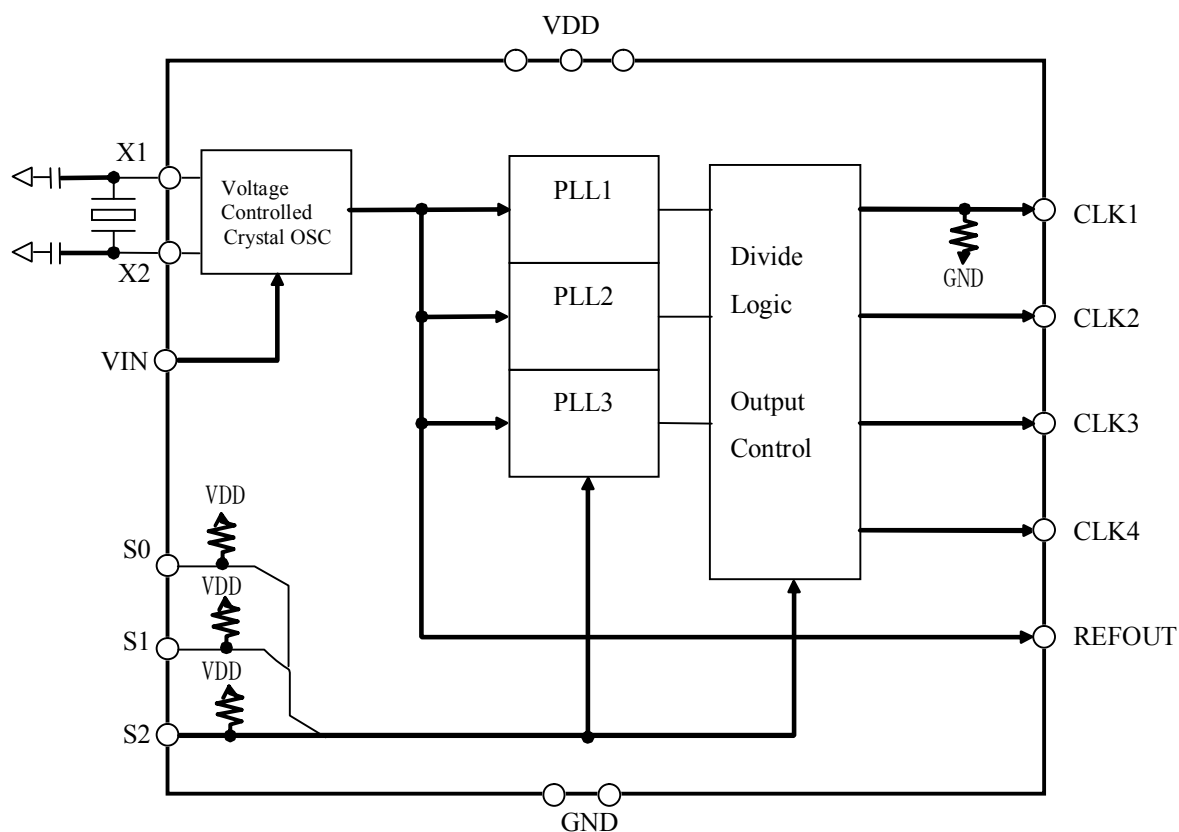 VDD
X1
Voltage
Controlled
Crystal OSC
X2
VIN
PLL1
PLL2
PLL3
Divide
Logic
Output
Control
CLK1
GND
CLK2
CLK3
CLK4
REFOUT
VDD
S0
VDD
S1
VDD
S2
GND